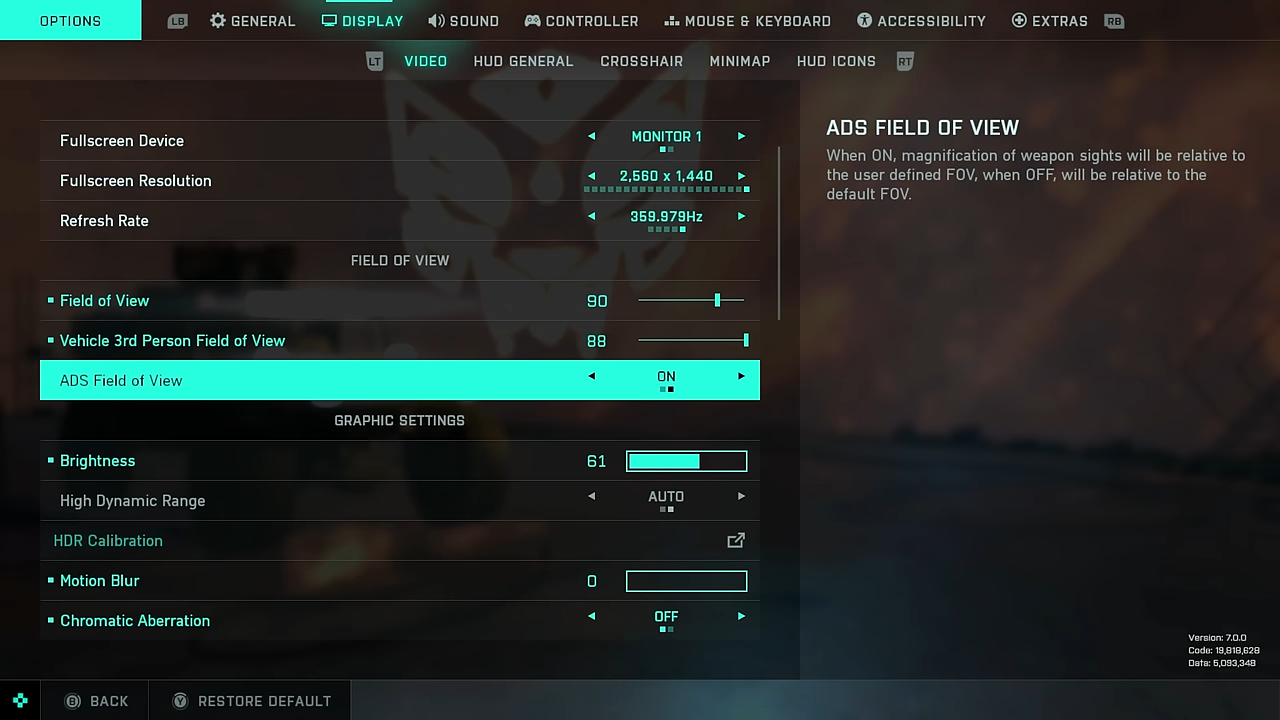 OPTIONS
LB
GENERAL
DISPLAY
SOUND
CONTROLLER
MOUSE & KEYBOARD
ACCESSIBILITY
EXTRAS
RB
LT
VIDEO
HUD GENERAL
CROSSHAIR
MINIMAP
HUD ICONS
RT
Fullscreen Device
MONITOR 1
Fullscreen Resolution
2,560 x 1,440
Refresh Rate
359.979Hz
FIELD OF VIEW
Field of View
90
Vehicle 3rd Person Field of View
88
ADS Field of View
ON
GRAPHIC SETTINGS
Brightness
61
High Dynamic Range
AUTO
HDR Calibration
Motion Blur
0
Chromatic Aberration
OFF
ADS FIELD OF VIEW
When ON, magnification of weapon sights will be relative to
the user defined FOV, when OFF, will be relative to the
default FOV.
Version: 7.0.0
Code: 19,818,628
Data: 5,093,348
B BACK
Y RESTORE DEFAULT